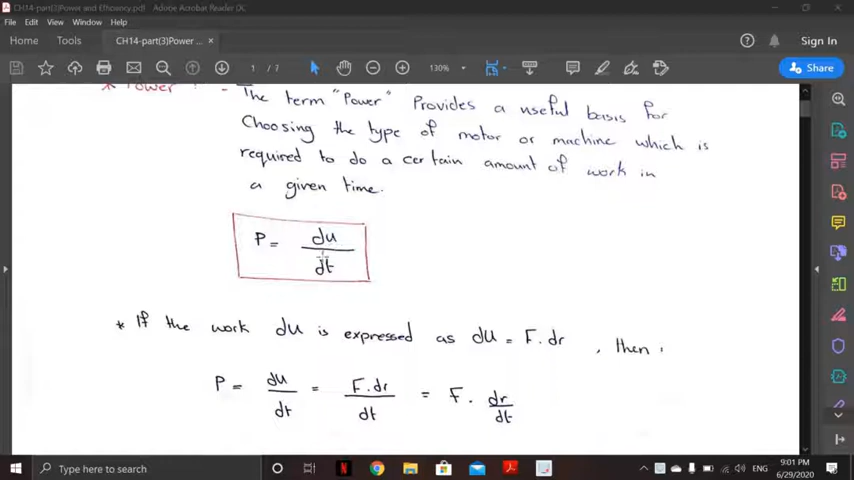 CH14-part(3)Power and Efficiency.pdf - Adobe Acrobat Reader DC
File Edit View Window Help
Home Tools CH14-part(3)Power ... × Sign In
1 / 7 130% Share
* Power : - The term "Power" Provides a useful basis for
Choosing the type of motor or machine which is
required to do a certain amount of work in
a given time.
P = du/dt
* If the work du is expressed as du = F.dr , then :
P = du/dt = F.dr/dt = F. dr/dt
Type here to search
ENG
9:01 PM
6/29/2020